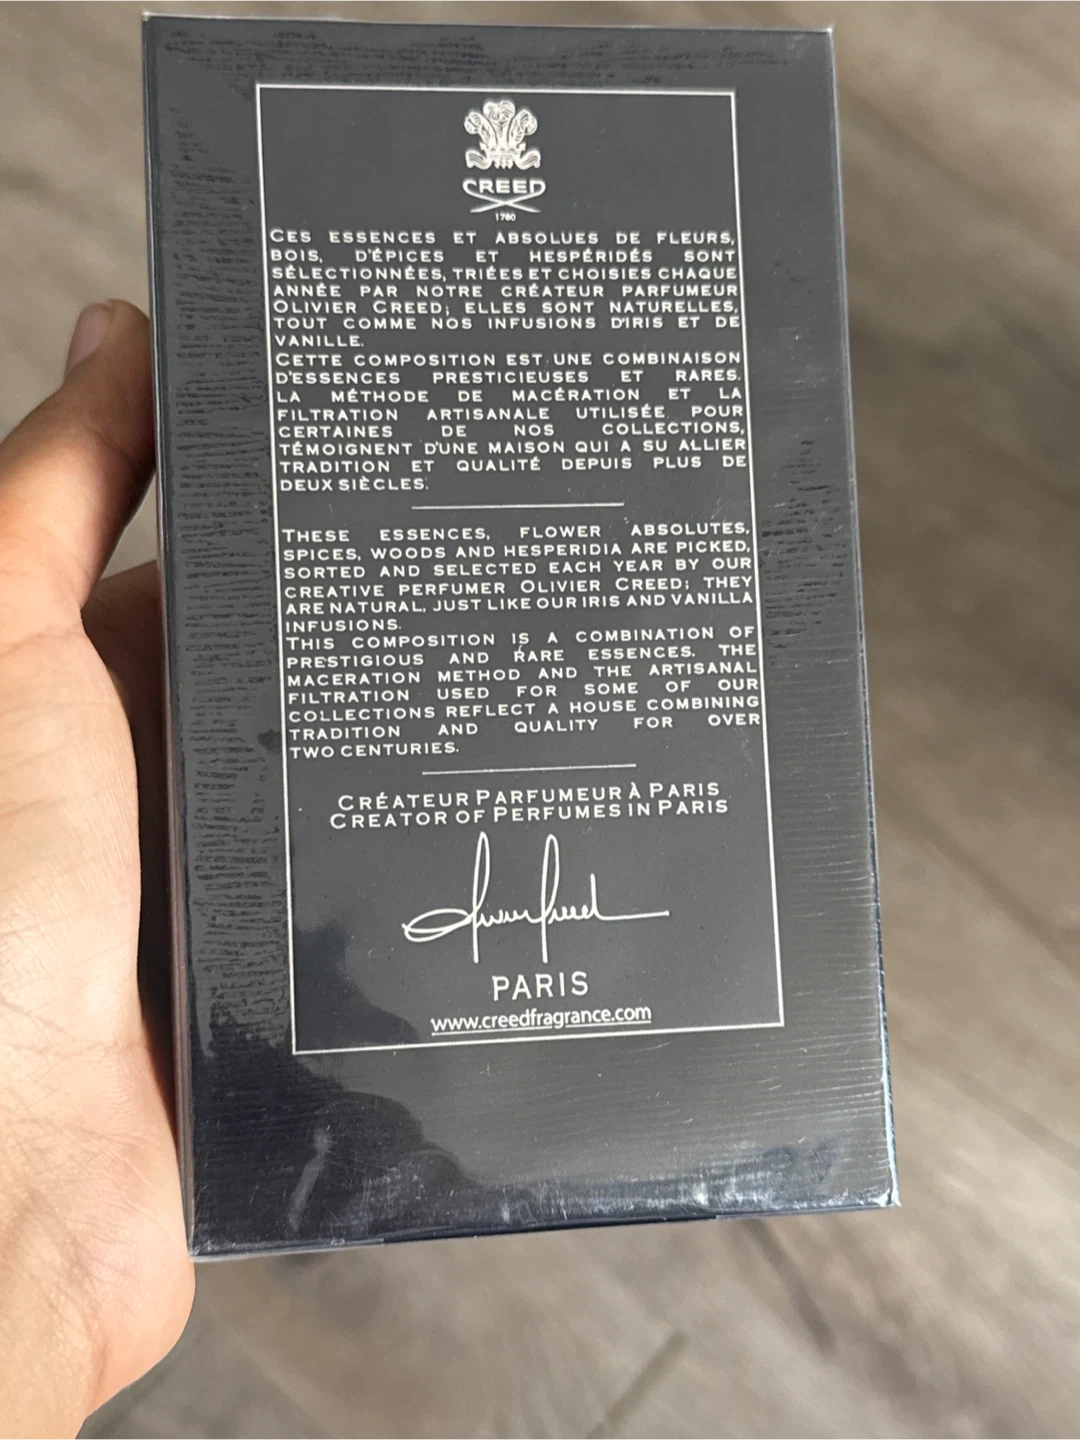 CREED
1760
CES ESSENCES ET ABSOLUES DE FLEURS,
BOIS, D'ÉPICES ET HESPÉRIDÉS SONT
SÉLECTIONNÉES, TRIÉES ET CHOISIES CHAQUE
ANNÉE PAR NOTRE CRÉATEUR PARFUMEUR
OLIVIER CREED; ELLES SONT NATURELLES,
TOUT COMME NOS INFUSIONS D'IRIS ET DE
VANILLE.
CETTE COMPOSITION EST UNE COMBINAISON
D'ESSENCES PRESTICIEUSES ET RARES.
LA MÉTHODE DE MACÉRATION ET LA
FILTRATION ARTISANALE UTILISÉE POUR
CERTAINES DE NOS COLLECTIONS,
TÉMOIGNENT D'UNE MAISON QUI A SU ALLIER
TRADITION ET QUALITÉ DEPUIS PLUS DE
DEUX SIÈCLES.
THESE ESSENCES, FLOWER ABSOLUTES,
SPICES, WOODS AND HESPERIDIA ARE PICKED,
SORTED AND SELECTED EACH YEAR BY OUR
CREATIVE PERFUMER OLIVIER CREED; THEY
ARE NATURAL, JUST LIKE OUR IRIS AND VANILLA
INFUSIONS.
THIS COMPOSITION IS A COMBINATION OF
PRESTIGIOUS AND RARE ESSENCES. THE
MACERATION METHOD AND THE ARTISANAL
FILTRATION USED FOR SOME OF OUR
COLLECTIONS REFLECT A HOUSE COMBINING
TRADITION AND QUALITY FOR OVER
TWO CENTURIES.
CRÉATEUR PARFUMEUR À PARIS
CREATOR OF PERFUMES IN PARIS
Olivier Creed
PARIS
www.creedfragrance.com